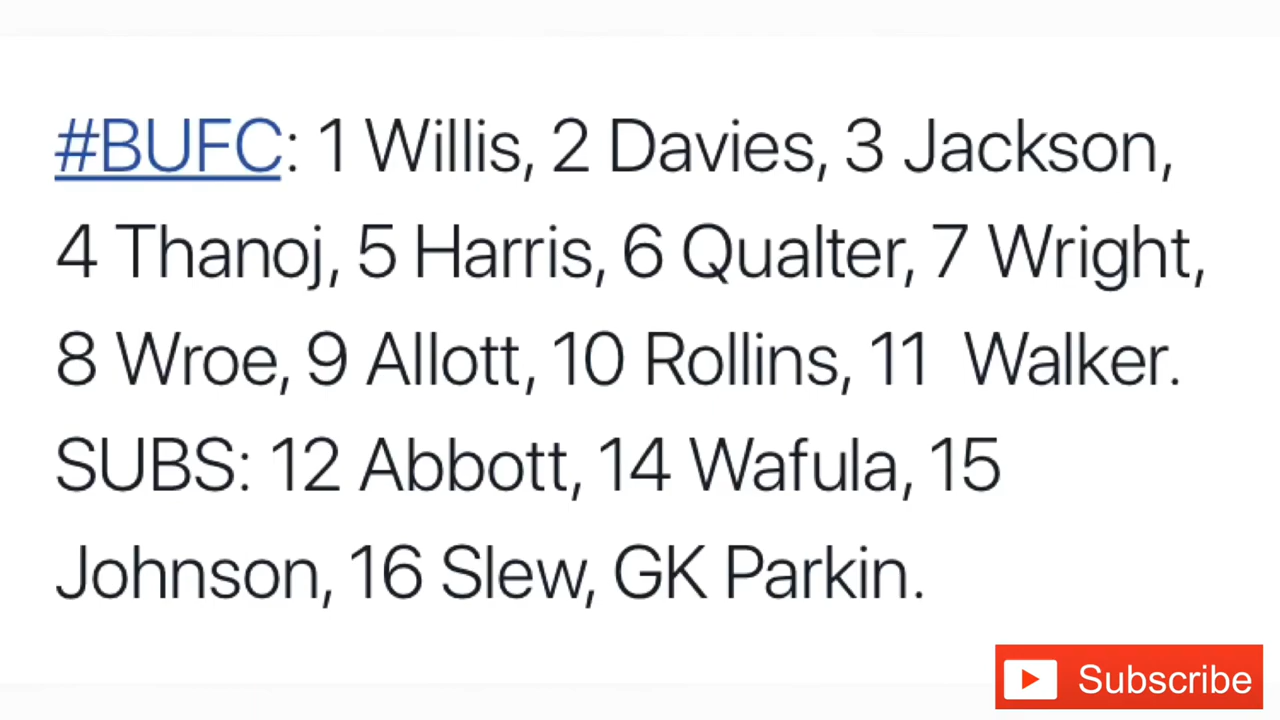 #BUFC: 1 Willis, 2 Davies, 3 Jackson,
4 Thanoj, 5 Harris, 6 Qualter, 7 Wright,
8 Wroe, 9 Allott, 10 Rollins, 11 Walker.
SUBS: 12 Abbott, 14 Wafula, 15
Johnson, 16 Slew, GK Parkin.
Subscribe